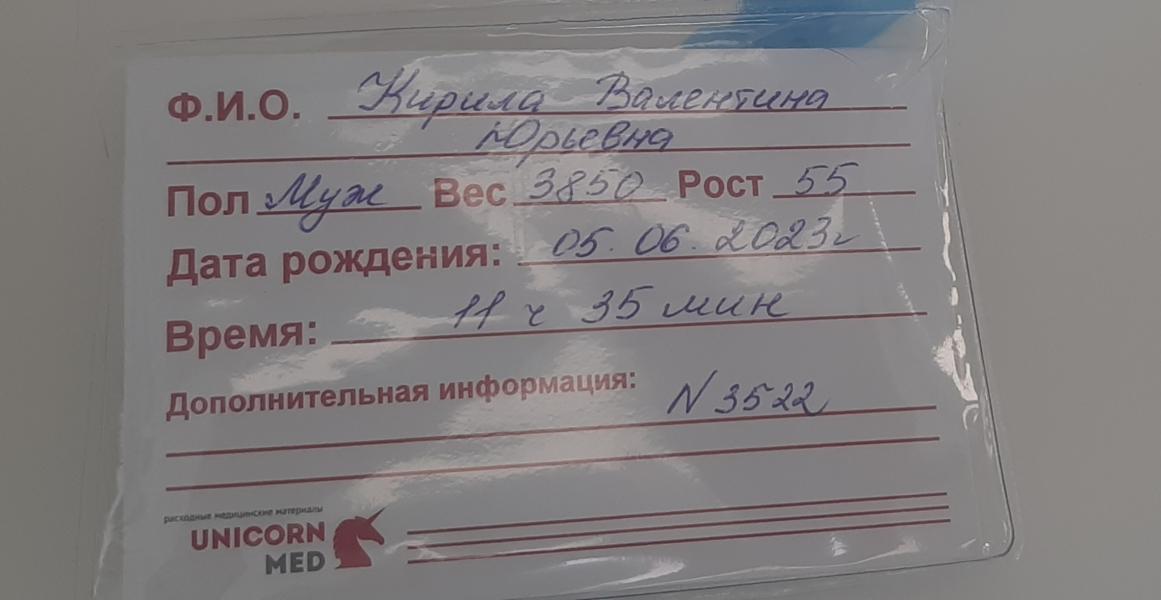 Ф.И.О. Кирила Валентина
Юрьевна
Пол Муж Вес 3850 Рост 55
Дата рождения: 05.06.2023г
Время: 11 ч 35 мин
Дополнительная информация: N 3522
расходные медицинские материалы
UNICORN
MED